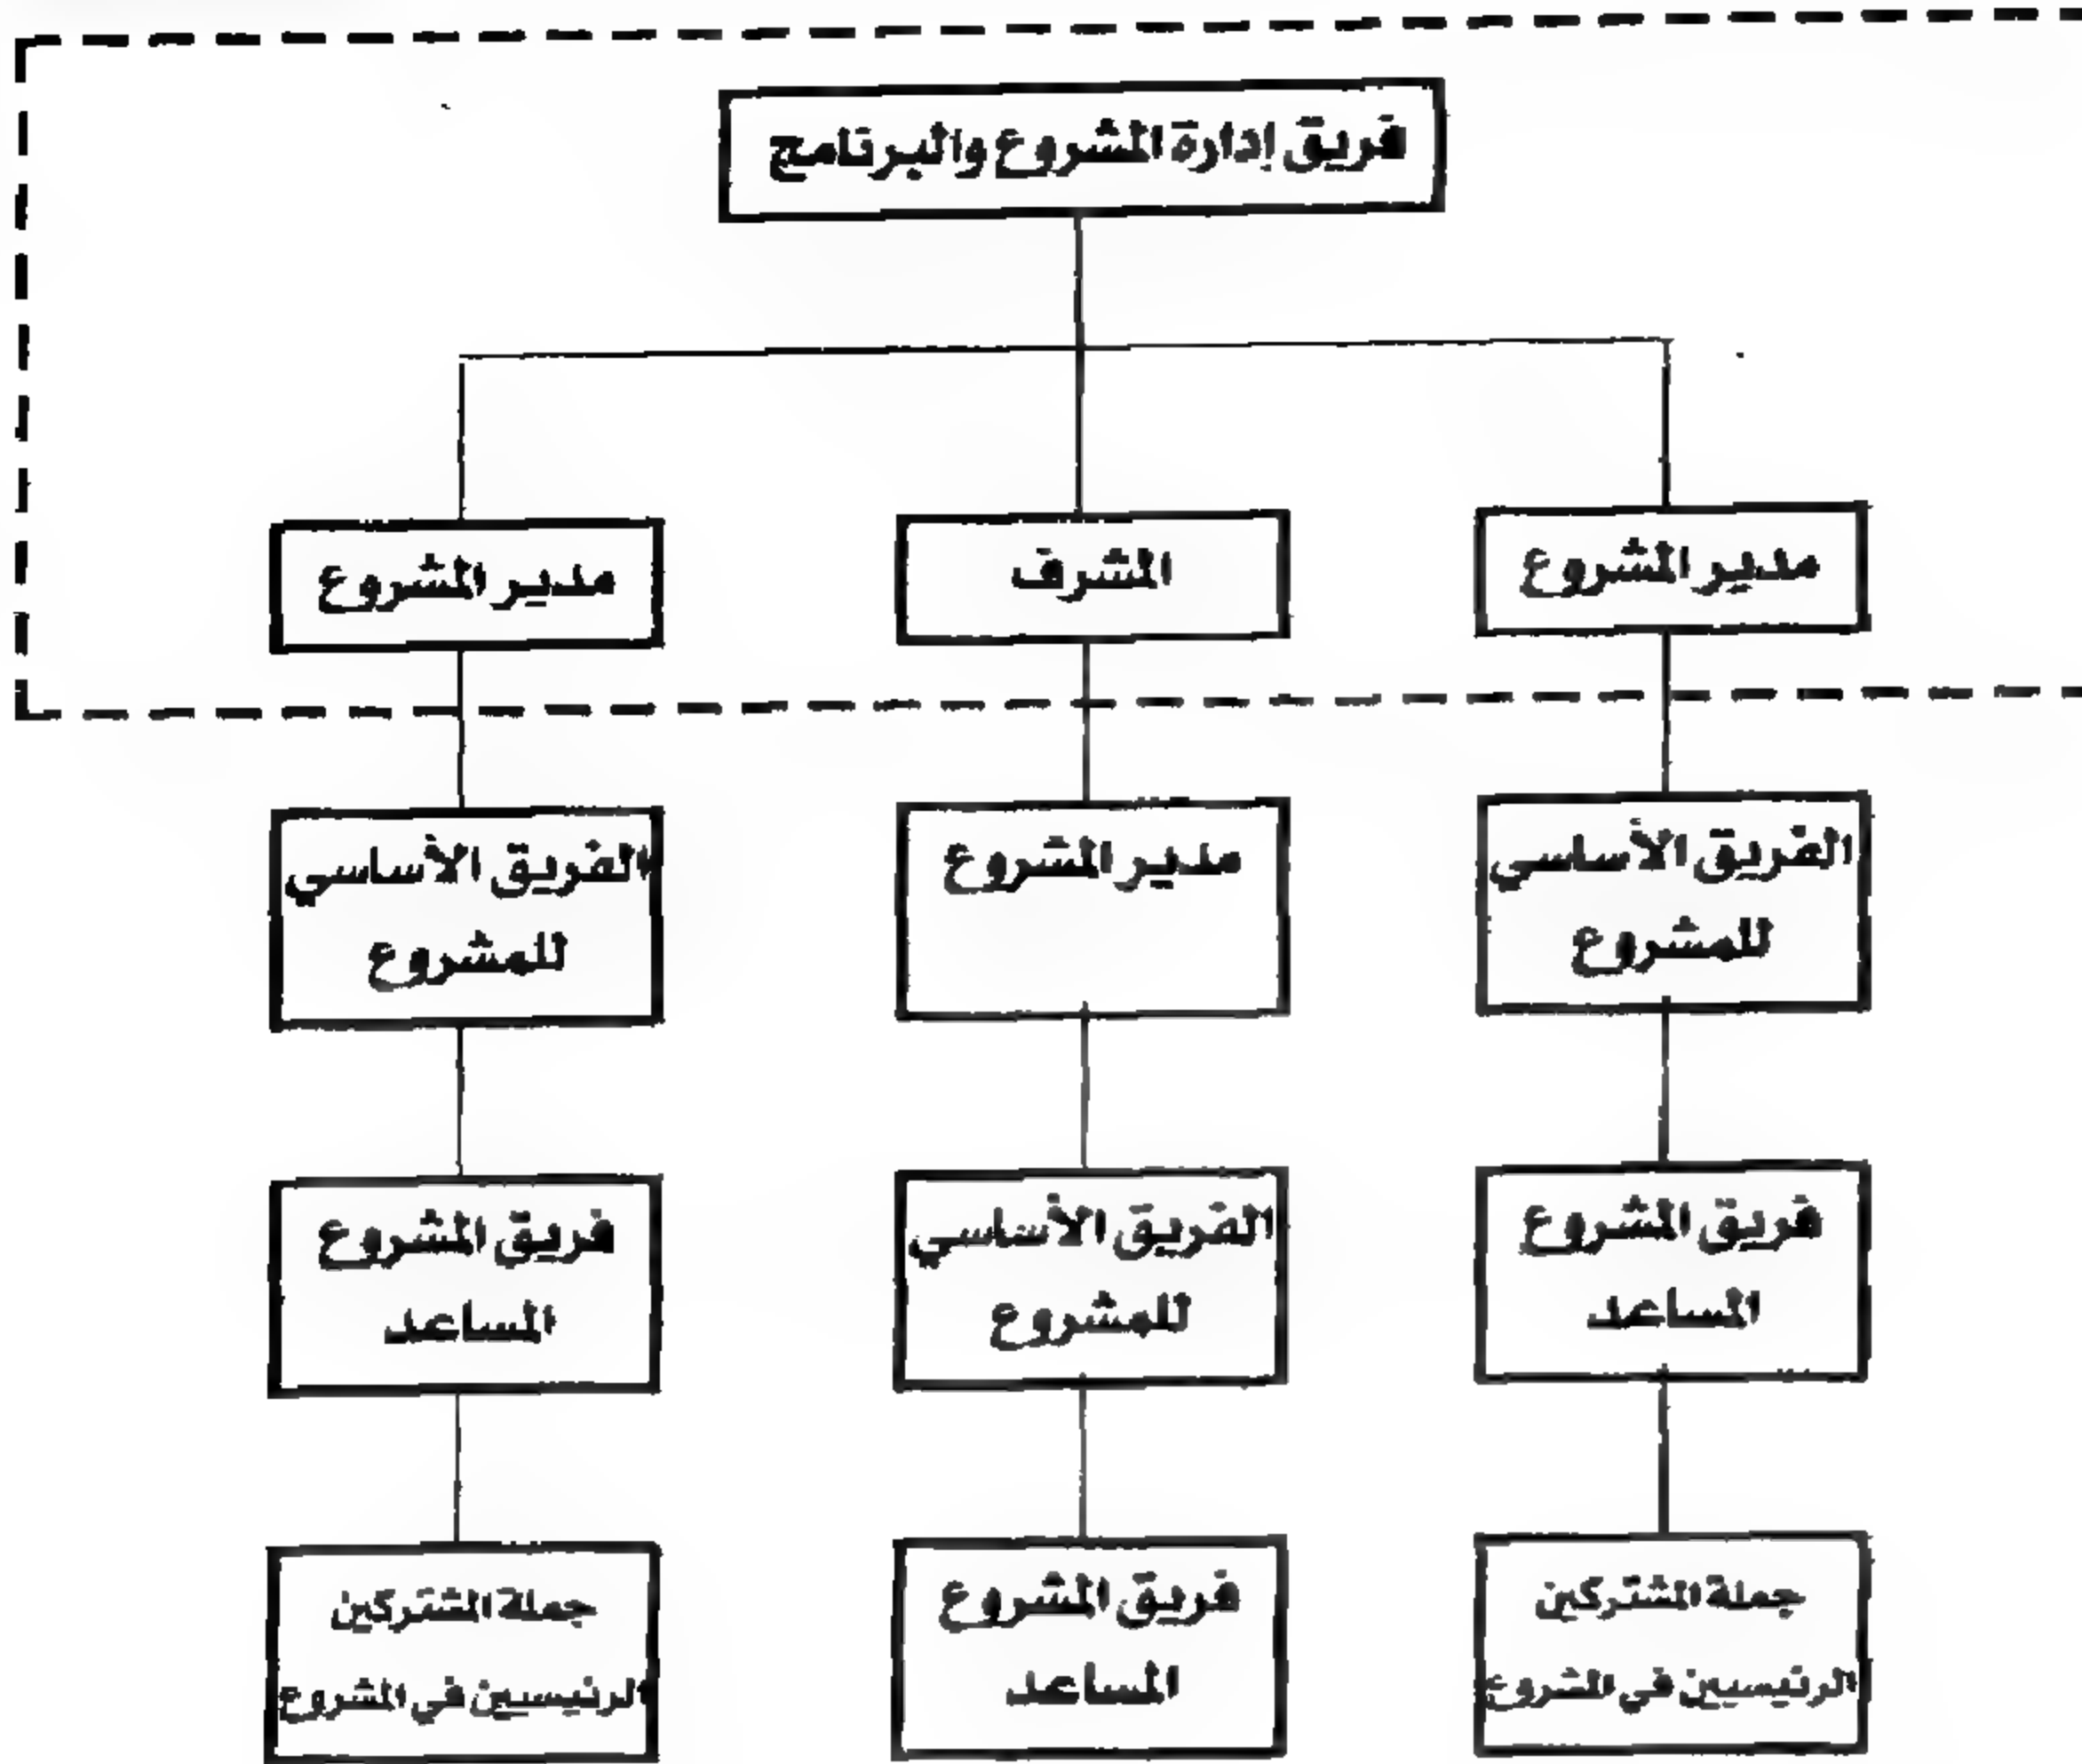 فريق إدارة المشروع والبرنامج
مدير المشروع
المشرف
مدير المشروع
الفريق الأساسي
للمشروع
مدير المشروع
الفريق الأساسي
للمشروع
فريق المشروع
المساعد
الفريق الأساسي
للمشروع
فريق المشروع
المساعد
جملة المشتركين
الرئيسيين في المشروع
فريق المشروع
المساعد
جملة المشتركين
الرئيسيين في المشروع